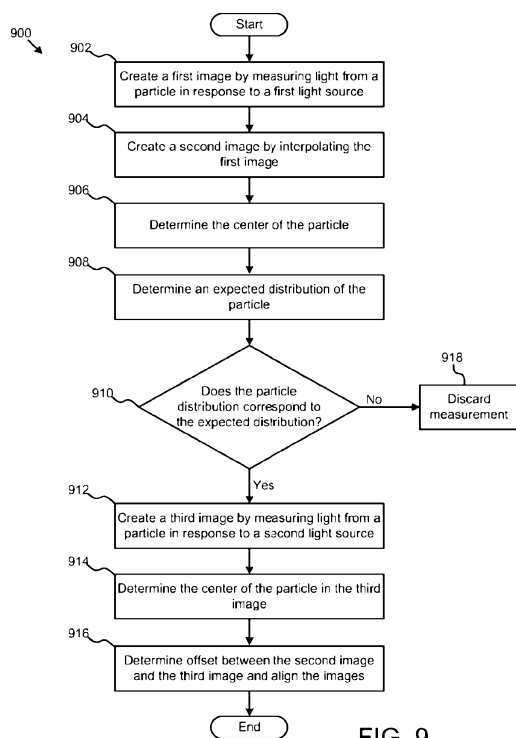 Start
900
902
Create a first image by measuring light from a
particle in response to a first light source
904
Create a second image by interpolating the
first image
906
Determine the center of the particle
908
Determine an expected distribution of the
particle
910
Does the particle
distribution correspond to
the expected distribution?
No
918
Discard
measurement
Yes
912
Create a third image by measuring light from a
particle in response to a second light source
914
Determine the center of the particle in the third
image
916
Determine offset between the second image
and the third image and align the images
End
FIG. 9